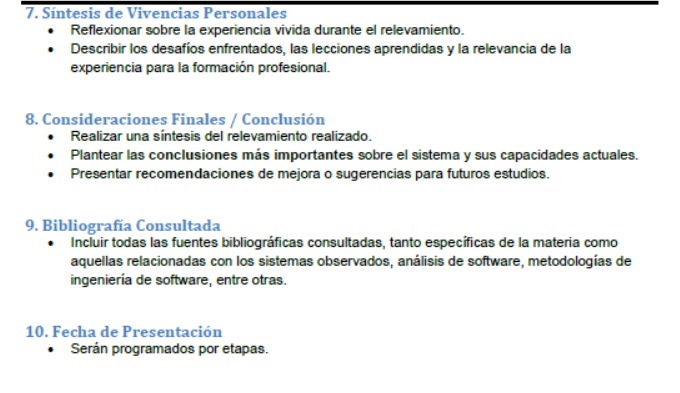 7. Síntesis de Vivencias Personales
• Reflexionar sobre la experiencia vivida durante el relevamiento.
• Describir los desafíos enfrentados, las lecciones aprendidas y la relevancia de la
experiencia para la formación profesional.
8. Consideraciones Finales / Conclusión
• Realizar una síntesis del relevamiento realizado.
• Plantear las conclusiones más importantes sobre el sistema y sus capacidades actuales.
• Presentar recomendaciones de mejora o sugerencias para futuros estudios.
9. Bibliografía Consultada
• Incluir todas las fuentes bibliográficas consultadas, tanto específicas de la materia como
aquellas relacionadas con los sistemas observados, análisis de software, metodologías de
ingeniería de software, entre otras.
10. Fecha de Presentación
• Serán programados por etapas.